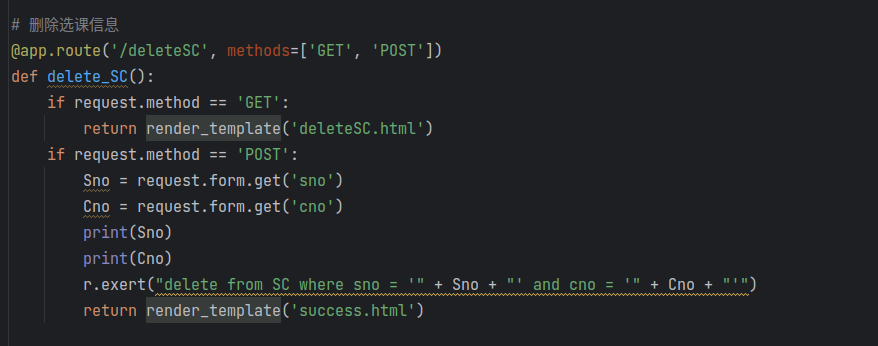 # 删除选课信息
@app.route('/deleteSC', methods=['GET', 'POST'])
def delete_SC():
    if request.method == 'GET':
        return render_template('deleteSC.html')
    if request.method == 'POST':
        Sno = request.form.get('sno')
        Cno = request.form.get('cno')
        print(Sno)
        print(Cno)
        r.exert("delete from SC where sno = '" + Sno + "' and cno = '" + Cno + "'")
        return render_template('success.html')